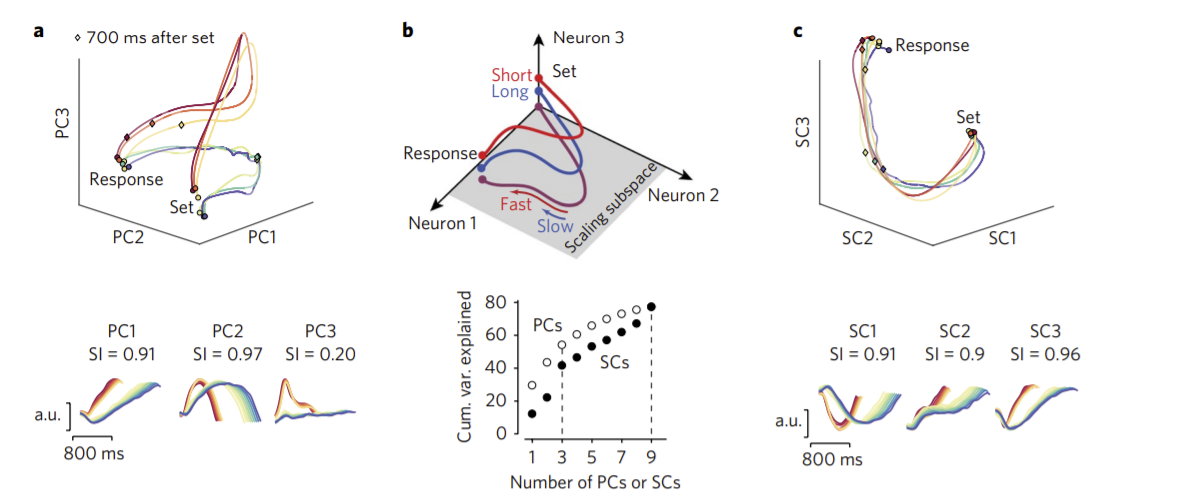 a
◊ 700 ms after set
PC3
Response
Set
PC2
PC1
PC1
SI = 0.91
PC2
SI = 0.97
PC3
SI = 0.20
a.u.
800 ms
b
Neuron 3
Short
Set
Long
Response
Neuron 2
Fast
Slow
Scaling subspace
Neuron 1
Cum. var. explained
80
60
40
20
0
PCs
SCs
1 3 5 7 9
Number of PCs or SCs
c
Response
SC3
Set
SC2
SC1
SC1
SI = 0.91
SC2
SI = 0.9
SC3
SI = 0.96
a.u.
800 ms